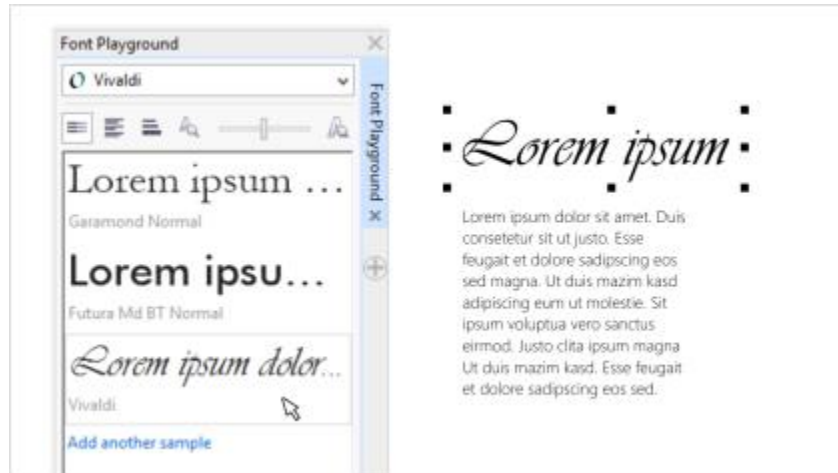 Font Playground
Vivaldi
Font Playground
Lorem ipsum ...
Garamond Normal
Lorem ipsu...
Futura Md BT Normal
Lorem ipsum dolor...
Vivaldi
Add another sample
Lorem ipsum
Lorem ipsum dolor sit amet. Duis
consetetur sit ut justo. Esse
feugait et dolore sadipscing eos
sed magna. Ut duis mazim kasd
adipiscing eum ut molestie. Sit
ipsum voluptua vero sanctus
eirmod. Justo clita ipsum magna
Ut duis mazim kasd. Esse feugait
et dolore sadipscing eos sed.